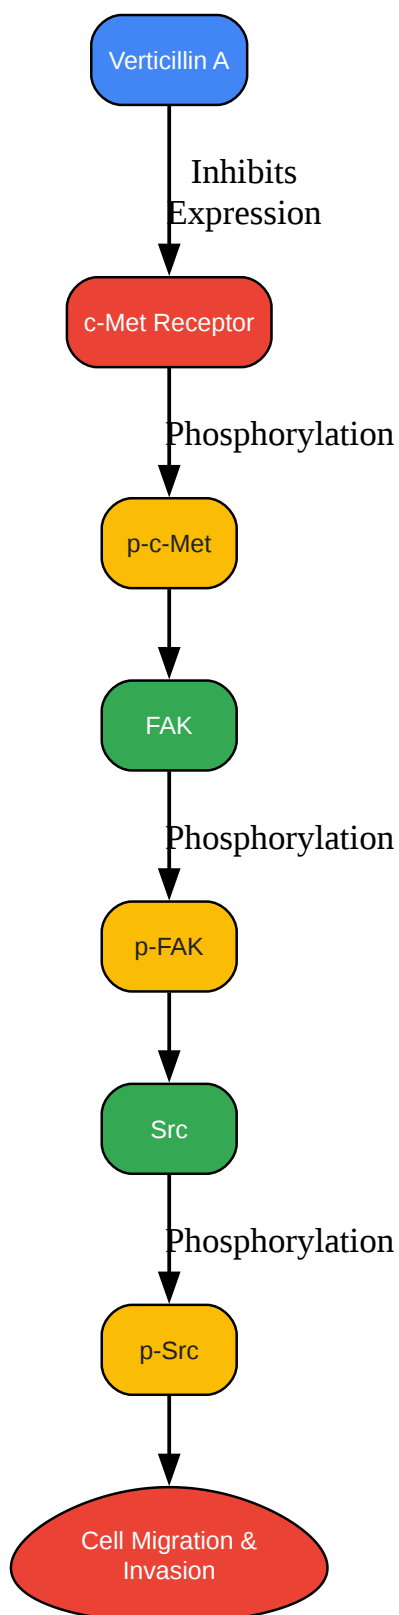 Verticillin A
Inhibits
Expression
c-Met Receptor
Phosphorylation
p-c-Met
FAK
Phosphorylation
p-FAK
Src
Phosphorylation
p-Src
Cell Migration &
Invasion